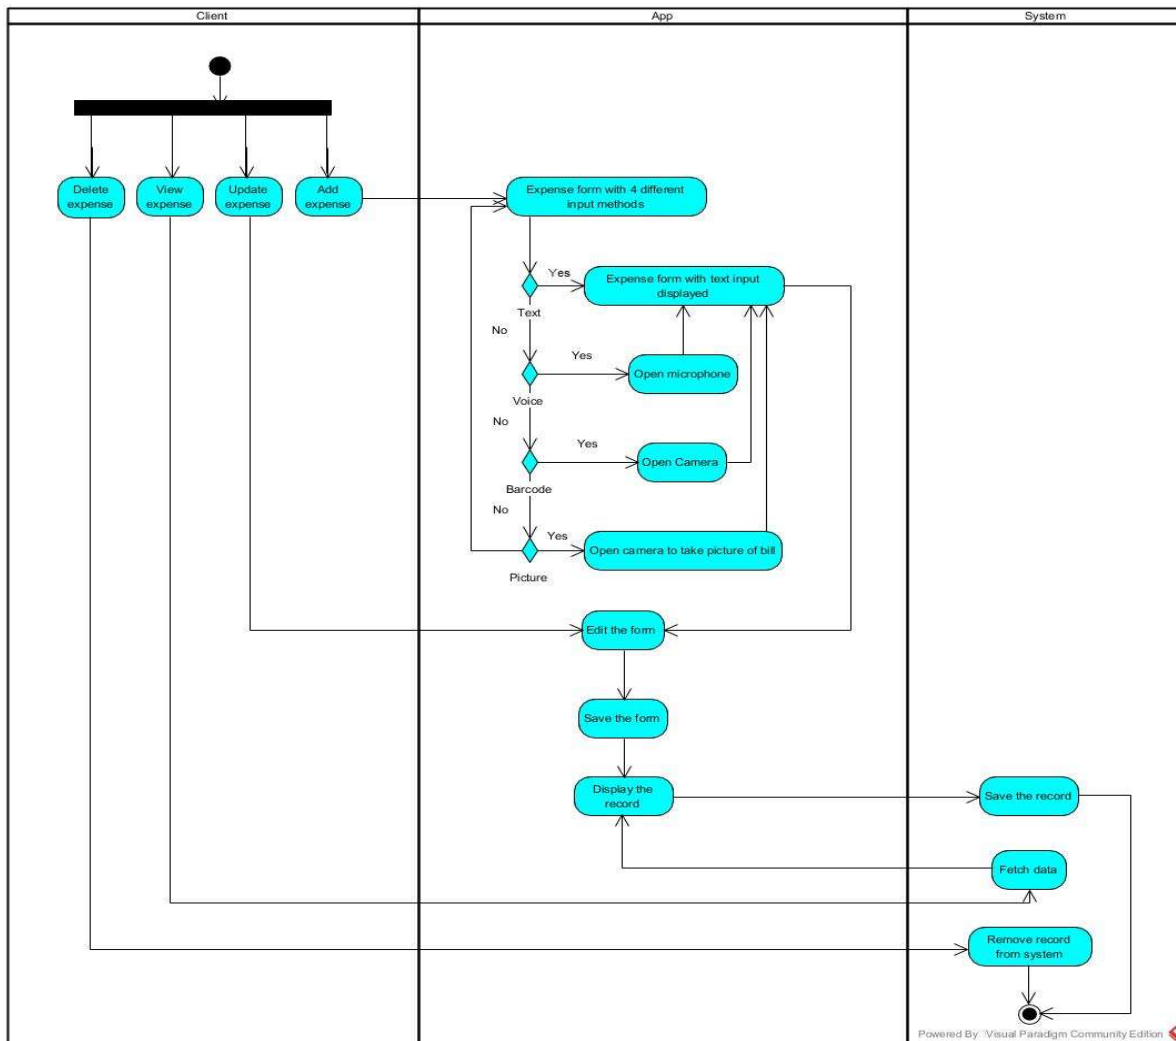 Client
App
System
Delete
expense
View
expense
Update
expense
Add
expense
Expense form with 4 different
input methods
Yes
Expense form with text input
displayed
Text
No
Yes
Open microphone
Voice
No
Yes
Open Camera
Barcode
No
Yes
Open camera to take picture of bill
Picture
Edit the form
Save the form
Display the
record
Save the record
Fetch data
Remove record
from system
Powered By Visual Paradigm Community Edition